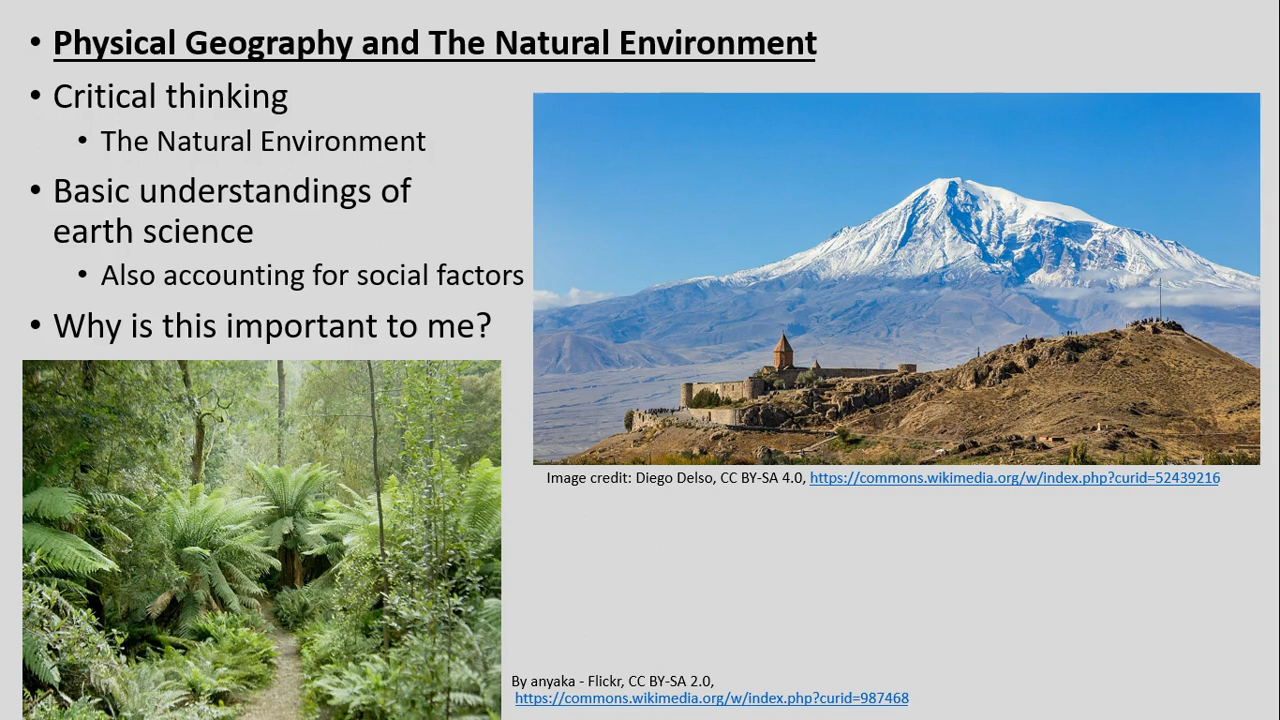 • Physical Geography and The Natural Environment
• Critical thinking
• The Natural Environment
• Basic understandings of
earth science
• Also accounting for social factors
• Why is this important to me?
Image credit: Diego Delso, CC BY-SA 4.0, https://commons.wikimedia.org/w/index.php?curid=52439216
By anyaka - Flickr, CC BY-SA 2.0,
https://commons.wikimedia.org/w/index.php?curid=987468